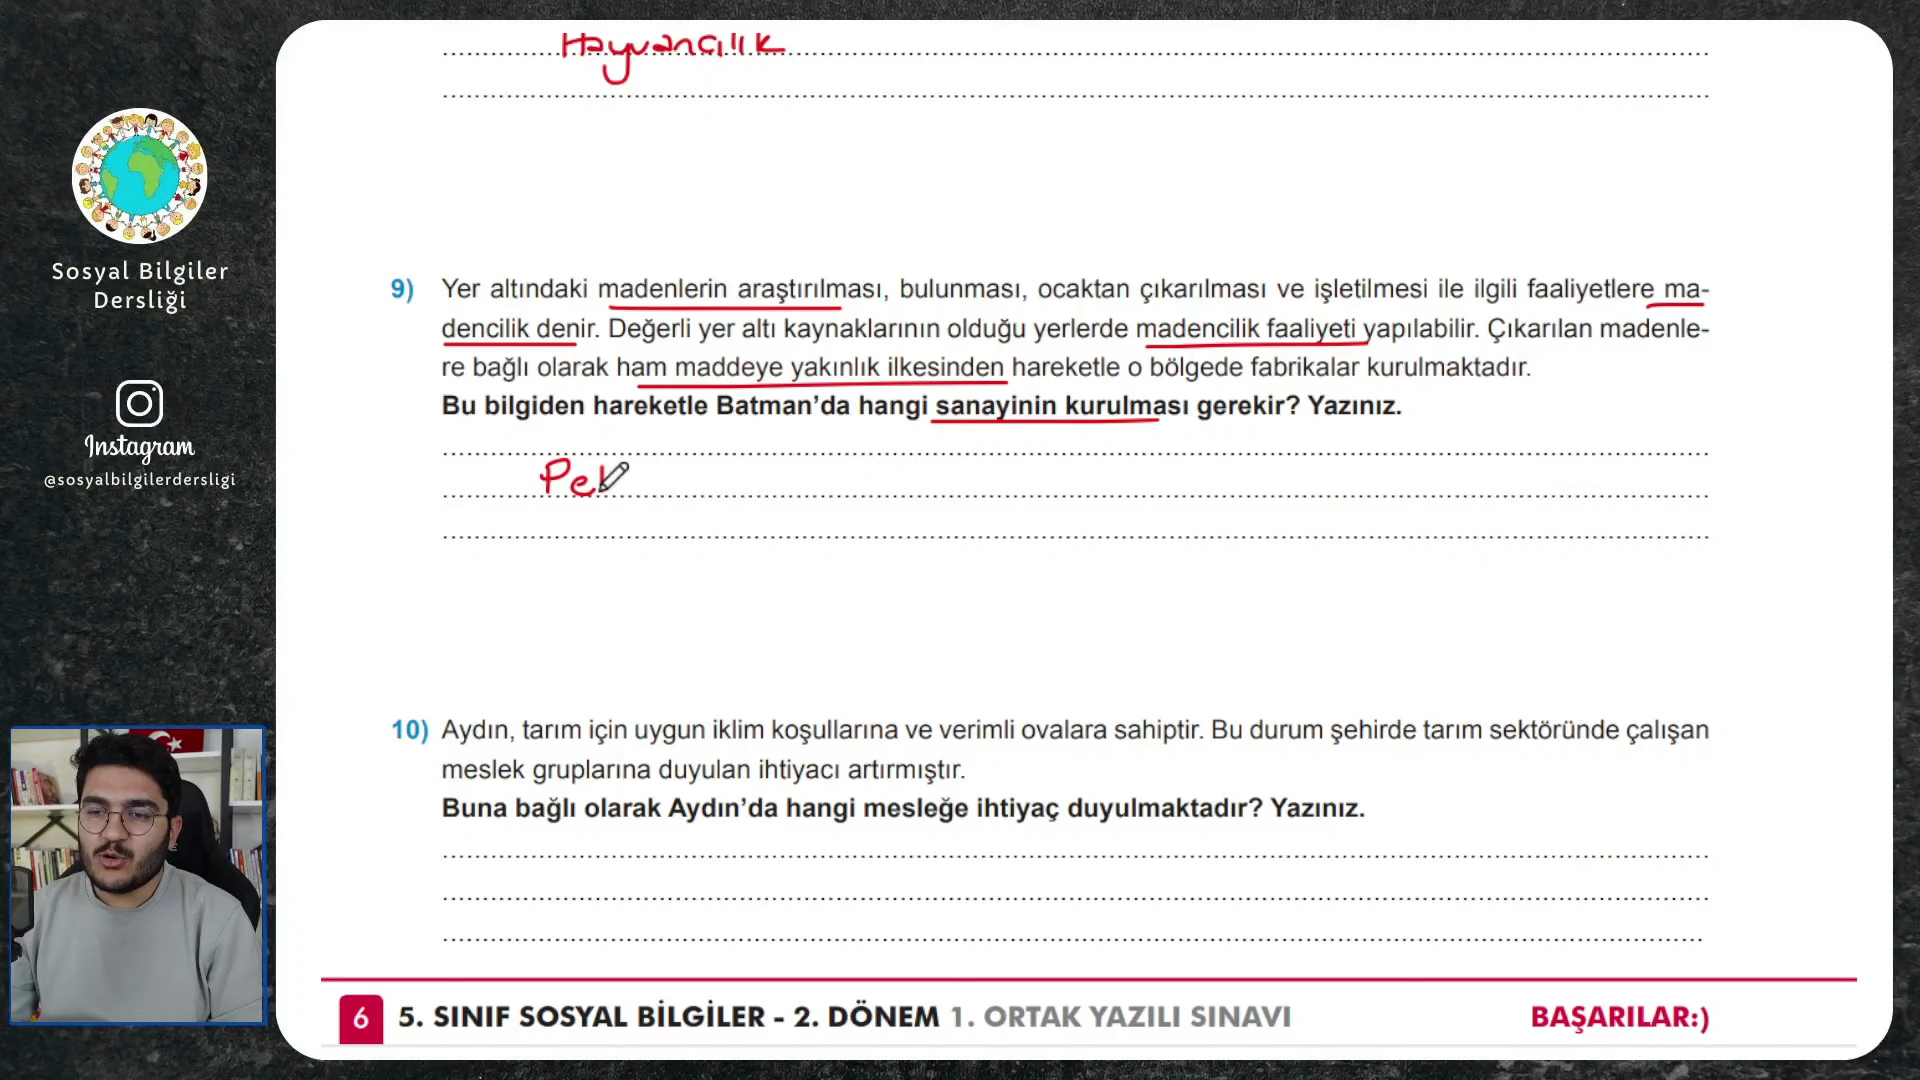 Hayvancılık
Sosyal Bilgiler
Dersliği
Instagram
@sosyalbilgilerdersligi
9) Yer altındaki madenlerin araştırılması, bulunması, ocaktan çıkarılması ve işletilmesi ile ilgili faaliyetlere ma-
dencilik denir. Değerli yer altı kaynaklarının olduğu yerlerde madencilik faaliyeti yapılabilir. Çıkarılan madenle-
re bağlı olarak ham maddeye yakınlık ilkesinden hareketle o bölgede fabrikalar kurulmaktadır.
Bu bilgiden hareketle Batman’da hangi sanayinin kurulması gerekir? Yazınız.
10) Aydın, tarım için uygun iklim koşullarına ve verimli ovalara sahiptir. Bu durum şehirde tarım sektöründe çalışan
meslek gruplarına duyulan ihtiyacı artırmıştır.
Buna bağlı olarak Aydın’da hangi mesleğe ihtiyaç duyulmaktadır? Yazınız.
6 5. SINIF SOSYAL BİLGİLER - 2. DÖNEM 1. ORTAK YAZILI SINAVI
BAŞARILAR:)